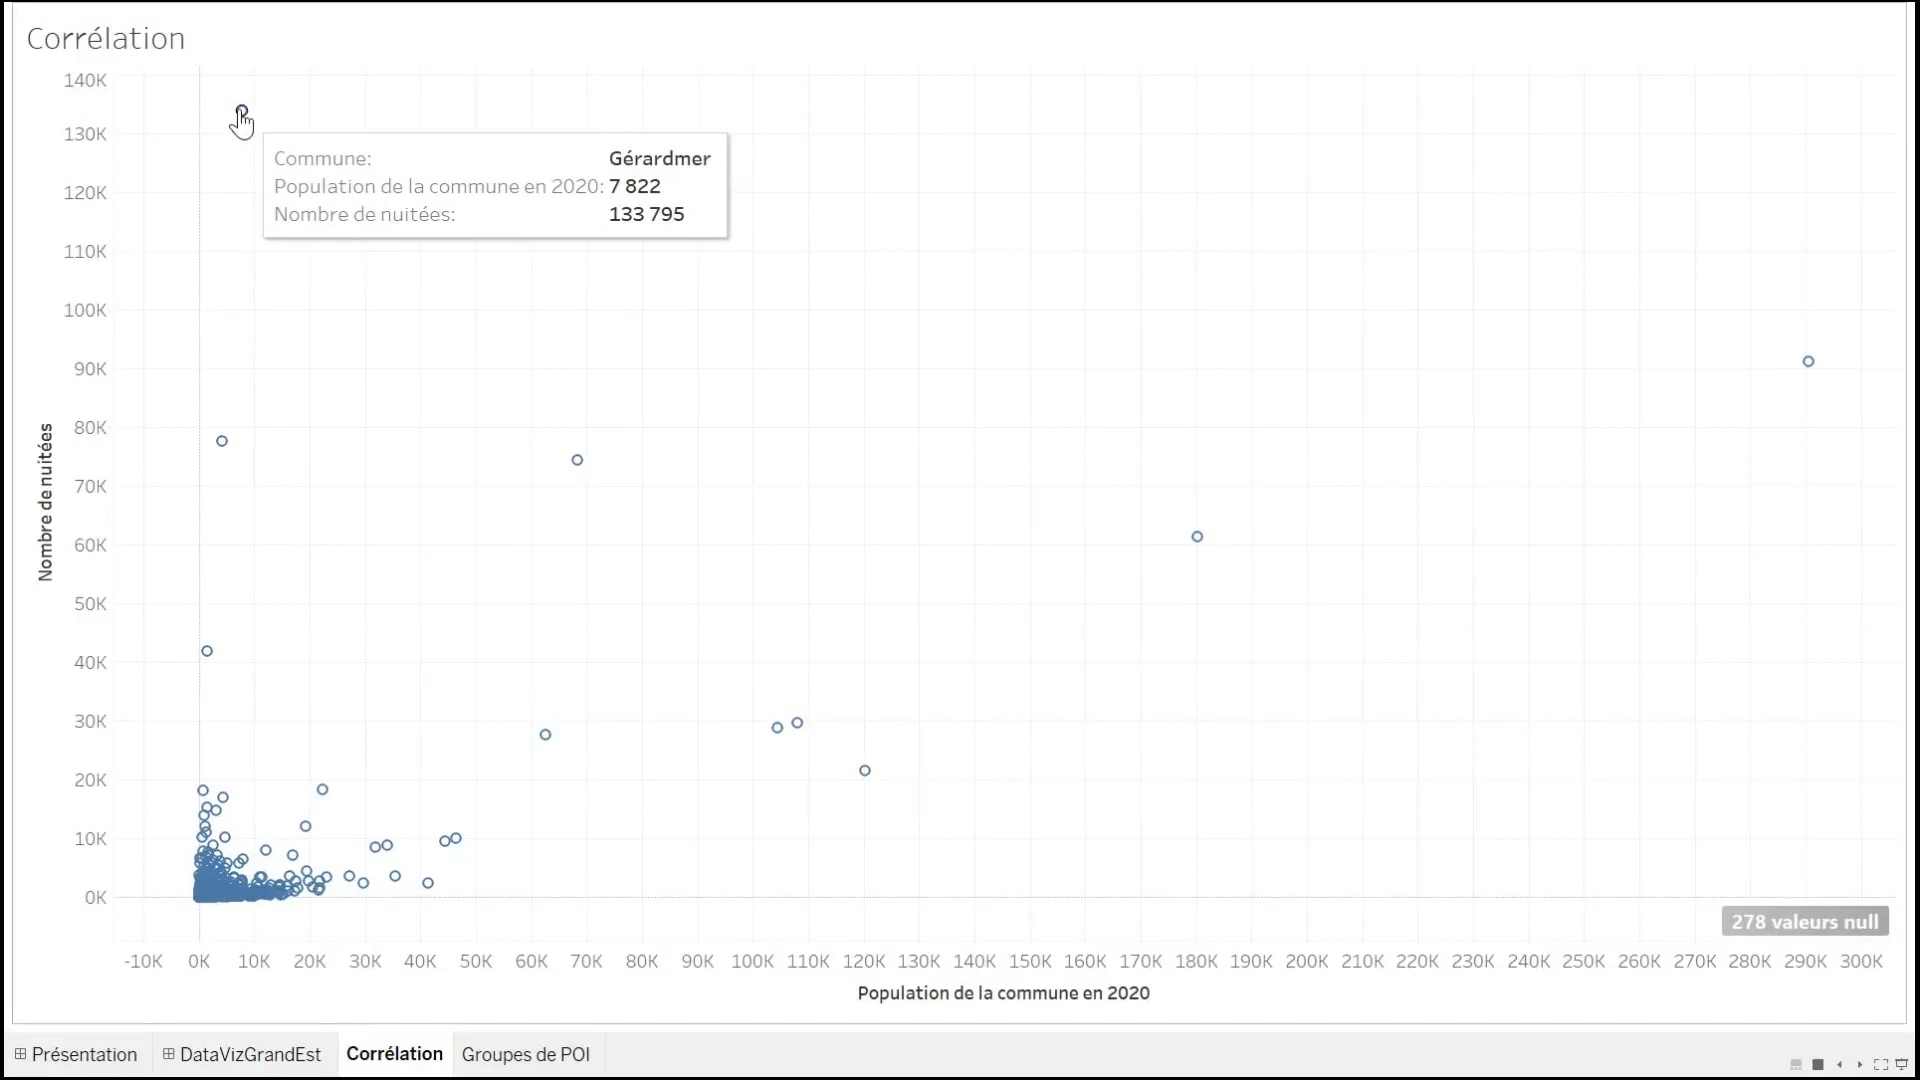 Corrélation
140K
130K
120K
110K
100K
90K
80K
70K
60K
50K
40K
30K
20K
10K
0K
Nombre de nuitées
Commune: Gérardmer
Population de la commune en 2020: 7 822
Nombre de nuitées: 133 795
278 valeurs null
-10K 0K 10K 20K 30K 40K 50K 60K 70K 80K 90K 100K 110K 120K 130K 140K 150K 160K 170K 180K 190K 200K 210K 220K 230K 240K 250K 260K 270K 280K 290K 300K
Population de la commune en 2020
Présentation DataVizGrandEst Corrélation Groupes de POI